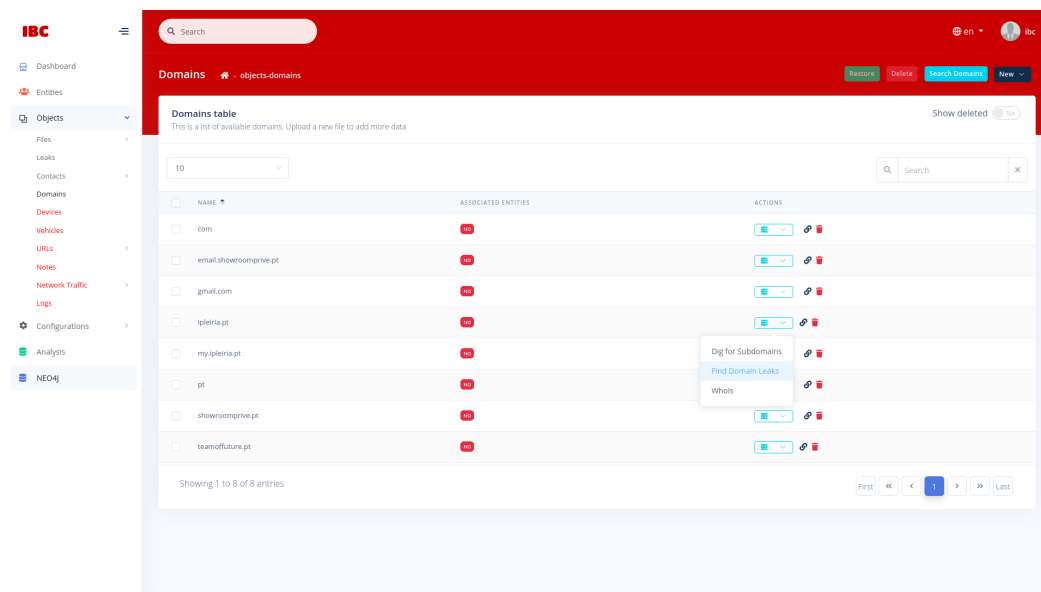 IBC
Search
en
ibc
Dashboard
Entities
Objects
Files
Leaks
Contacts
Domains
Devices
Vehicles
URLs
Notes
Network Traffic
Logs
Configurations
Analysis
NEO4J
Domains - objects-domains
Restore Delete Search Domains New
Domains table
This is a list of available domains. Upload a new file to add more data
Show deleted No
10
Search
NAME ASSOCIATED ENTITIES ACTIONS
com NO
email.showroomprive.pt NO
gmail.com NO
ipleiria.pt NO
my.ipleiria.pt NO
pt NO
showroomprive.pt NO
teamoffuture.pt NO
Dig for Subdomains
Find Domain Leaks
Whois
Showing 1 to 8 of 8 entries
First « ‹ 1 › » Last